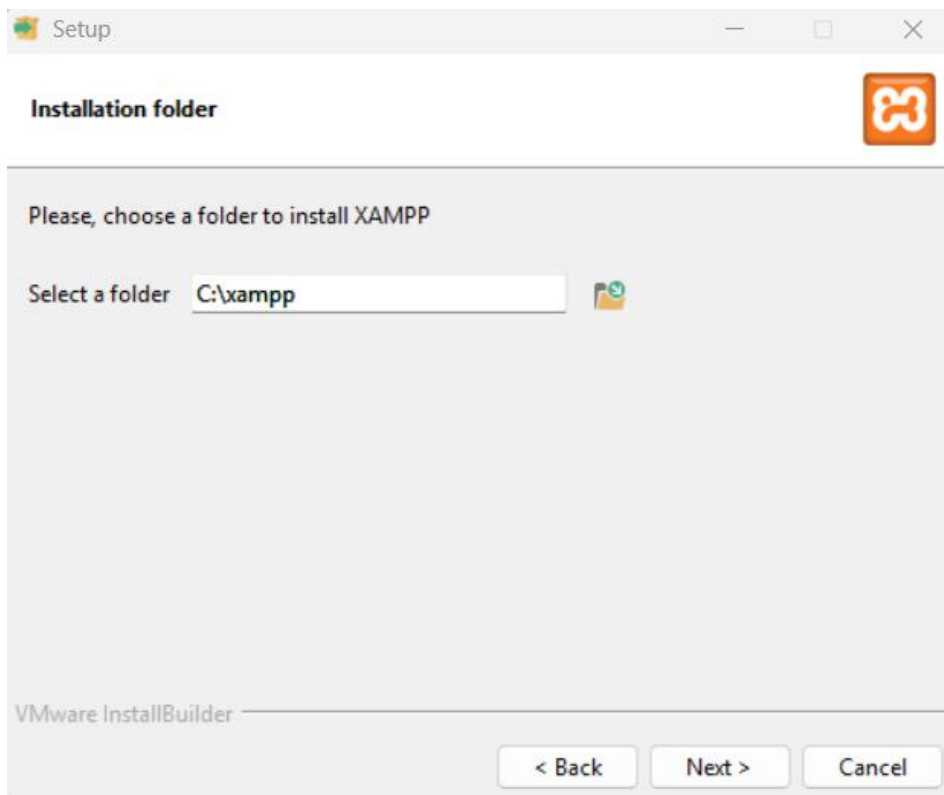 Setup
Installation folder
Please, choose a folder to install XAMPP
Select a folder C:\xampp
VMware InstallBuilder
< Back Next > Cancel